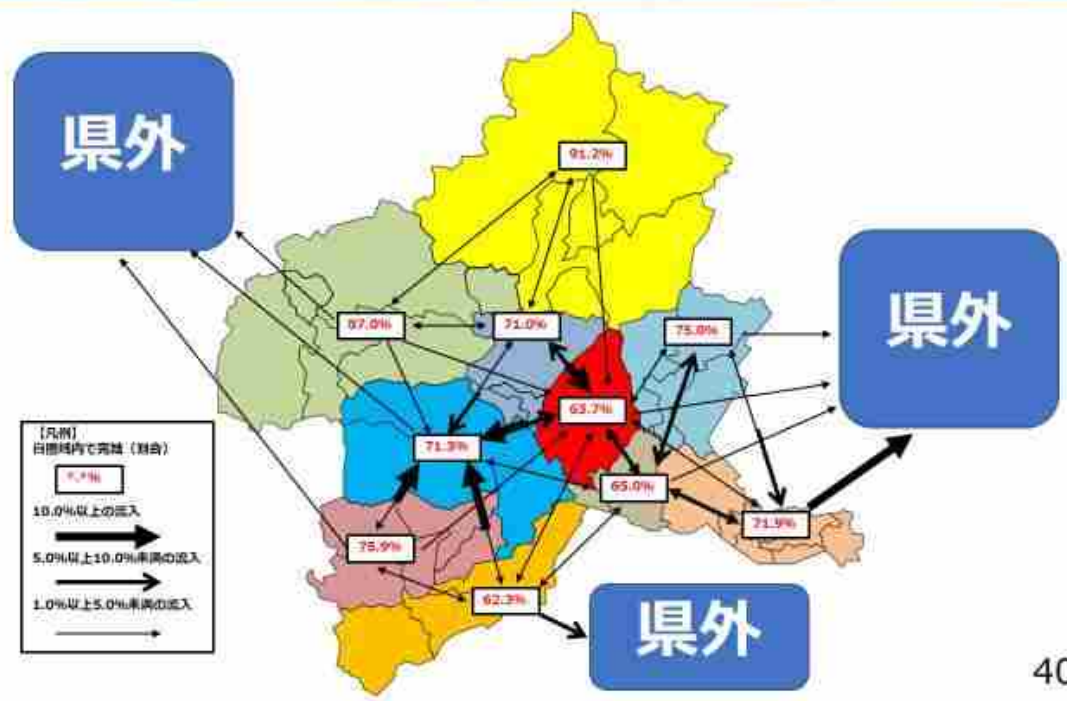 県外
91.2%
県外
87.0%
71.0%
75.8%
63.7%
【凡例】
自圏域内で完結(割合)
71.3%
*.*%
65.0%
10.0%以上の流入
71.9%
5.0%以上10.0%未満の流入
75.9%
1.0%以上5.0%未満の流入
62.3%
県外
40